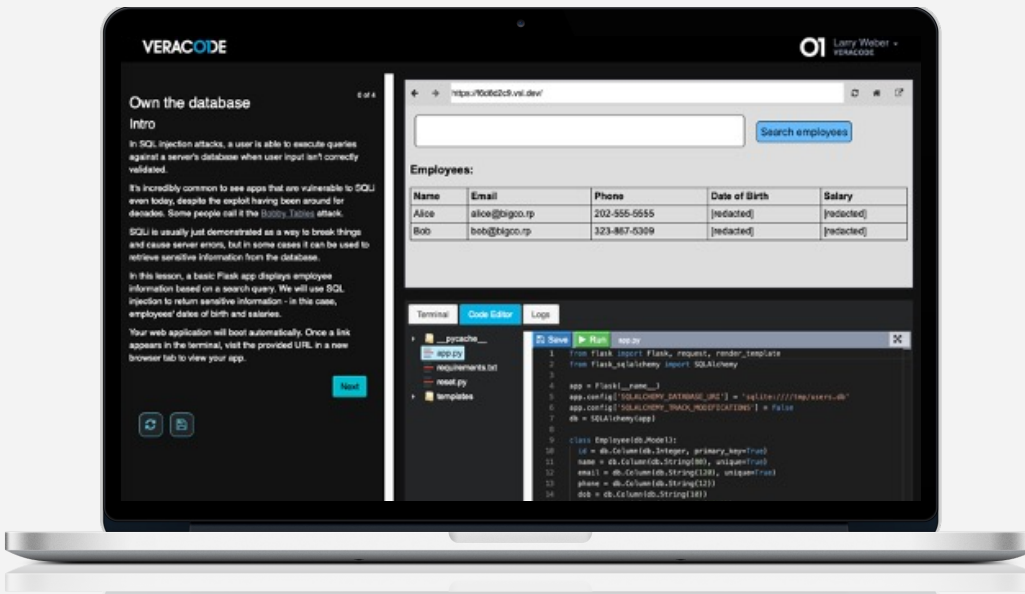 VERACODE
Larry Weber
VERACODE
Own the database
Intro
In SQL injection attacks, a user is able to execute queries
against a server's database when user input isn't correctly
validated.
It's incredibly common to see apps that are vulnerable to SQLi
even today, despite the exploit having been around for
decades. Some people call it the Bobby Tables attack.
SQLi is usually just demonstrated as a way to break things
and cause server errors, but in some cases it can be used to
retrieve sensitive information from the database.
In this lesson, a basic Flask app displays employee
information based on a search query. We will use SQL
injection to return sensitive information - in this case,
employees' dates of birth and salaries.
Your web application will boot automatically. Once a link
appears in the terminal, visit the provided URL in a new
browser tab to view your app.
Next
Search employees
Employees:
Name Email Phone Date of Birth Salary
Alice alice@bigco.rp 202-555-5555 [redacted] [redacted]
Bob bob@bigco.rp 323-867-5309 [redacted] [redacted]
Terminal Code Editor Logs
__pycache__
app.py
requirements.txt
reset.py
templates
Save Run app.py
1 from flask import Flask, request, render_template
2 from flask_sqlalchemy import SQLAlchemy
3
4 app = Flask(__name__)
5 app.config['SQLALCHEMY_DATABASE_URI'] = 'sqlite:////tmp/users.db'
6 app.config['SQLALCHEMY_TRACK_MODIFICATIONS'] = False
7 db = SQLAlchemy(app)
8
9 class Employee(db.Model):
10 id = db.Column(db.Integer, primary_key=True)
11 name = db.Column(db.String(80), unique=True)
12 email = db.Column(db.String(120), unique=True)
13 phone = db.Column(db.String(12))
14 dob = db.Column(db.String(10))